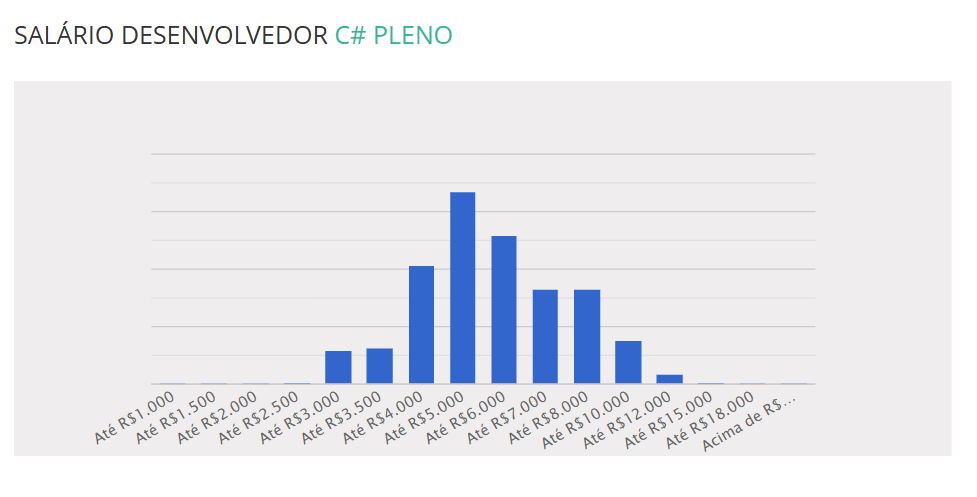 SALÁRIO DESENVOLVEDOR C# PLENO
Até R$1.000
Até R$1.500
Até R$2.000
Até R$2.500
Até R$3.000
Até R$3.500
Até R$4.000
Até R$5.000
Até R$6.000
Até R$7.000
Até R$8.000
Até R$10.000
Até R$12.000
Até R$15.000
Até R$18.000
Acima de R$…